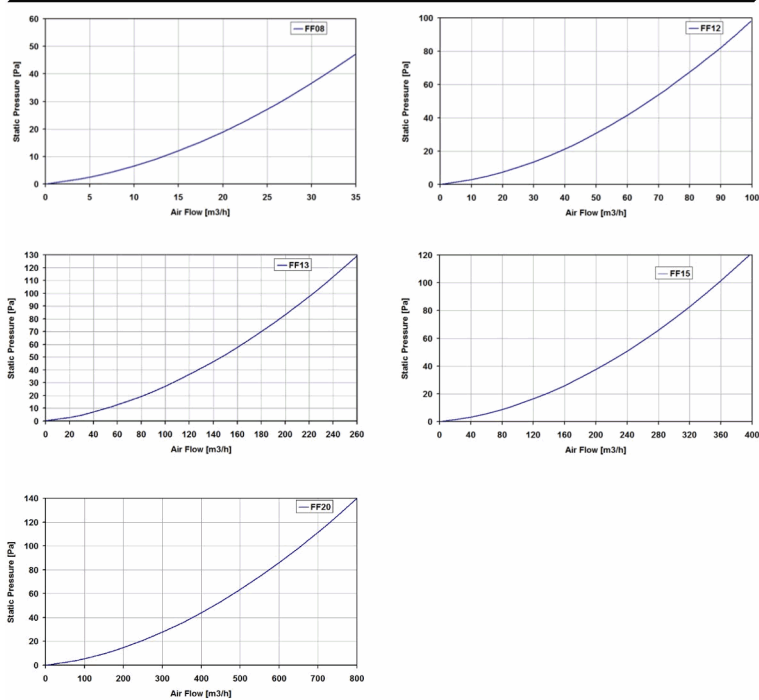 FF08
Static Pressure [Pa]
60
50
40
30
20
10
0
0 5 10 15 20 25 30 35
Air Flow [m3/h]
FF12
Static Pressure [Pa]
100
80
60
40
20
0
0 10 20 30 40 50 60 70 80 90 100
Air Flow [m3/h]
FF13
Static Pressure [Pa]
130
120
110
100
90
80
70
60
50
40
30
20
10
0
0 20 40 60 80 100 120 140 160 180 200 220 240 260
Air Flow [m3/h]
FF15
Static Pressure [Pa]
120
100
80
60
40
20
0
0 40 80 120 160 200 240 280 320 360 400
Air Flow [m3/h]
FF20
Static Pressure [Pa]
140
120
100
80
60
40
20
0
0 100 200 300 400 500 600 700 800
Air Flow [m3/h]